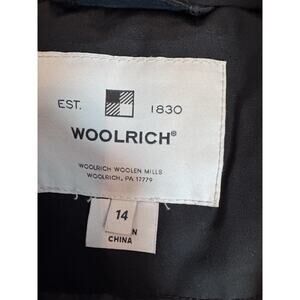 EST. 1830
WOOLRICH®
WOOLRICH WOOLEN MILLS
WOOLRICH, PA. 17779
14
CHINA